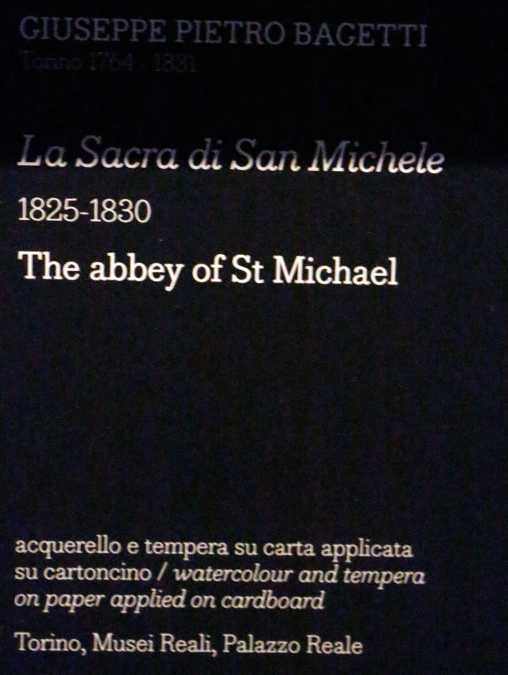 GIUSEPPE PIETRO BAGETTI
Torino 1764 - 1831
La Sacra di San Michele
1825-1830
The abbey of St Michael
acquerello e tempera su carta applicata
su cartoncino / watercolour and tempera
on paper applied on cardboard
Torino, Musei Reali, Palazzo Reale